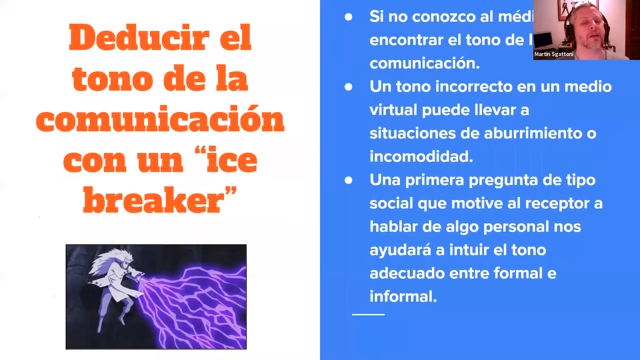 Deducir el
tono de la
comunicación
con un “ice
breaker”
● Si no conozco al médi
encontrar el tono de l
comunicación.
● Un tono incorrecto en un medio
virtual puede llevar a
situaciones de aburrimiento o
incomodidad.
● Una primera pregunta de tipo
social que motive al receptor a
hablar de algo personal nos
ayudará a intuir el tono
adecuado entre formal e
informal.
Martin Sgattoni